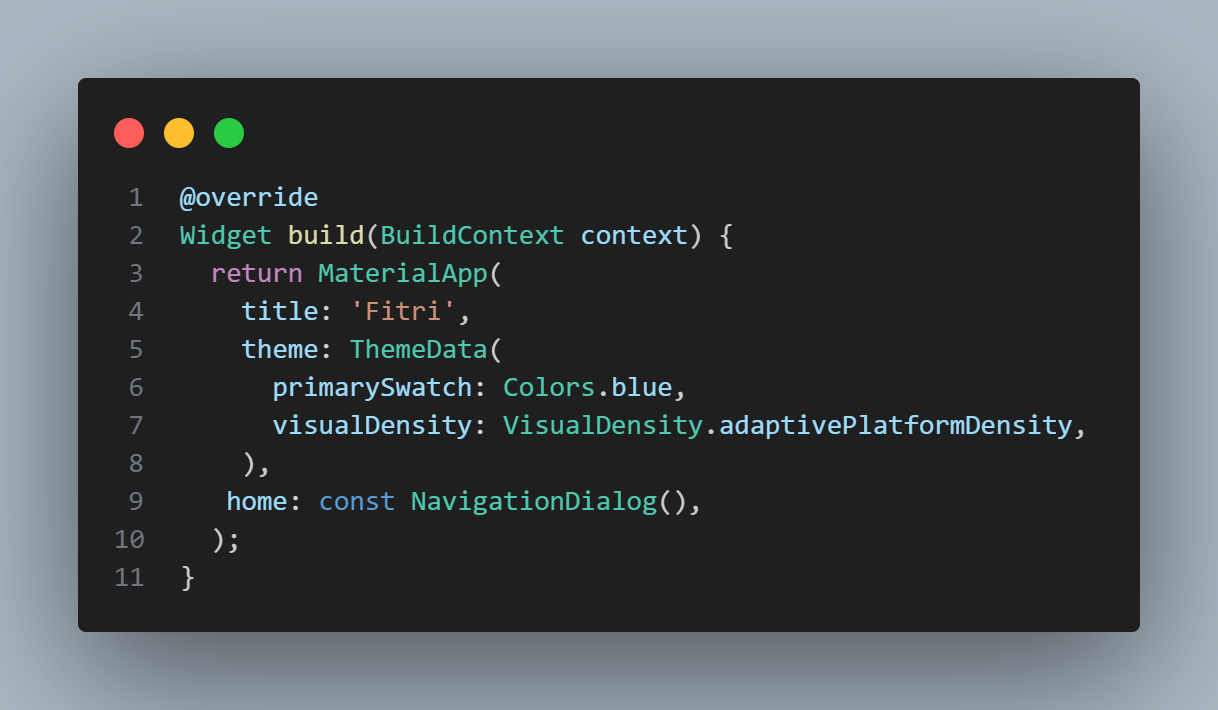 1 @override
2 Widget build(BuildContext context) {
3   return MaterialApp(
4     title: 'Fitri',
5     theme: ThemeData(
6       primarySwatch: Colors.blue,
7       visualDensity: VisualDensity.adaptivePlatformDensity,
8     ),
9    home: const NavigationDialog(),
10   );
11 }